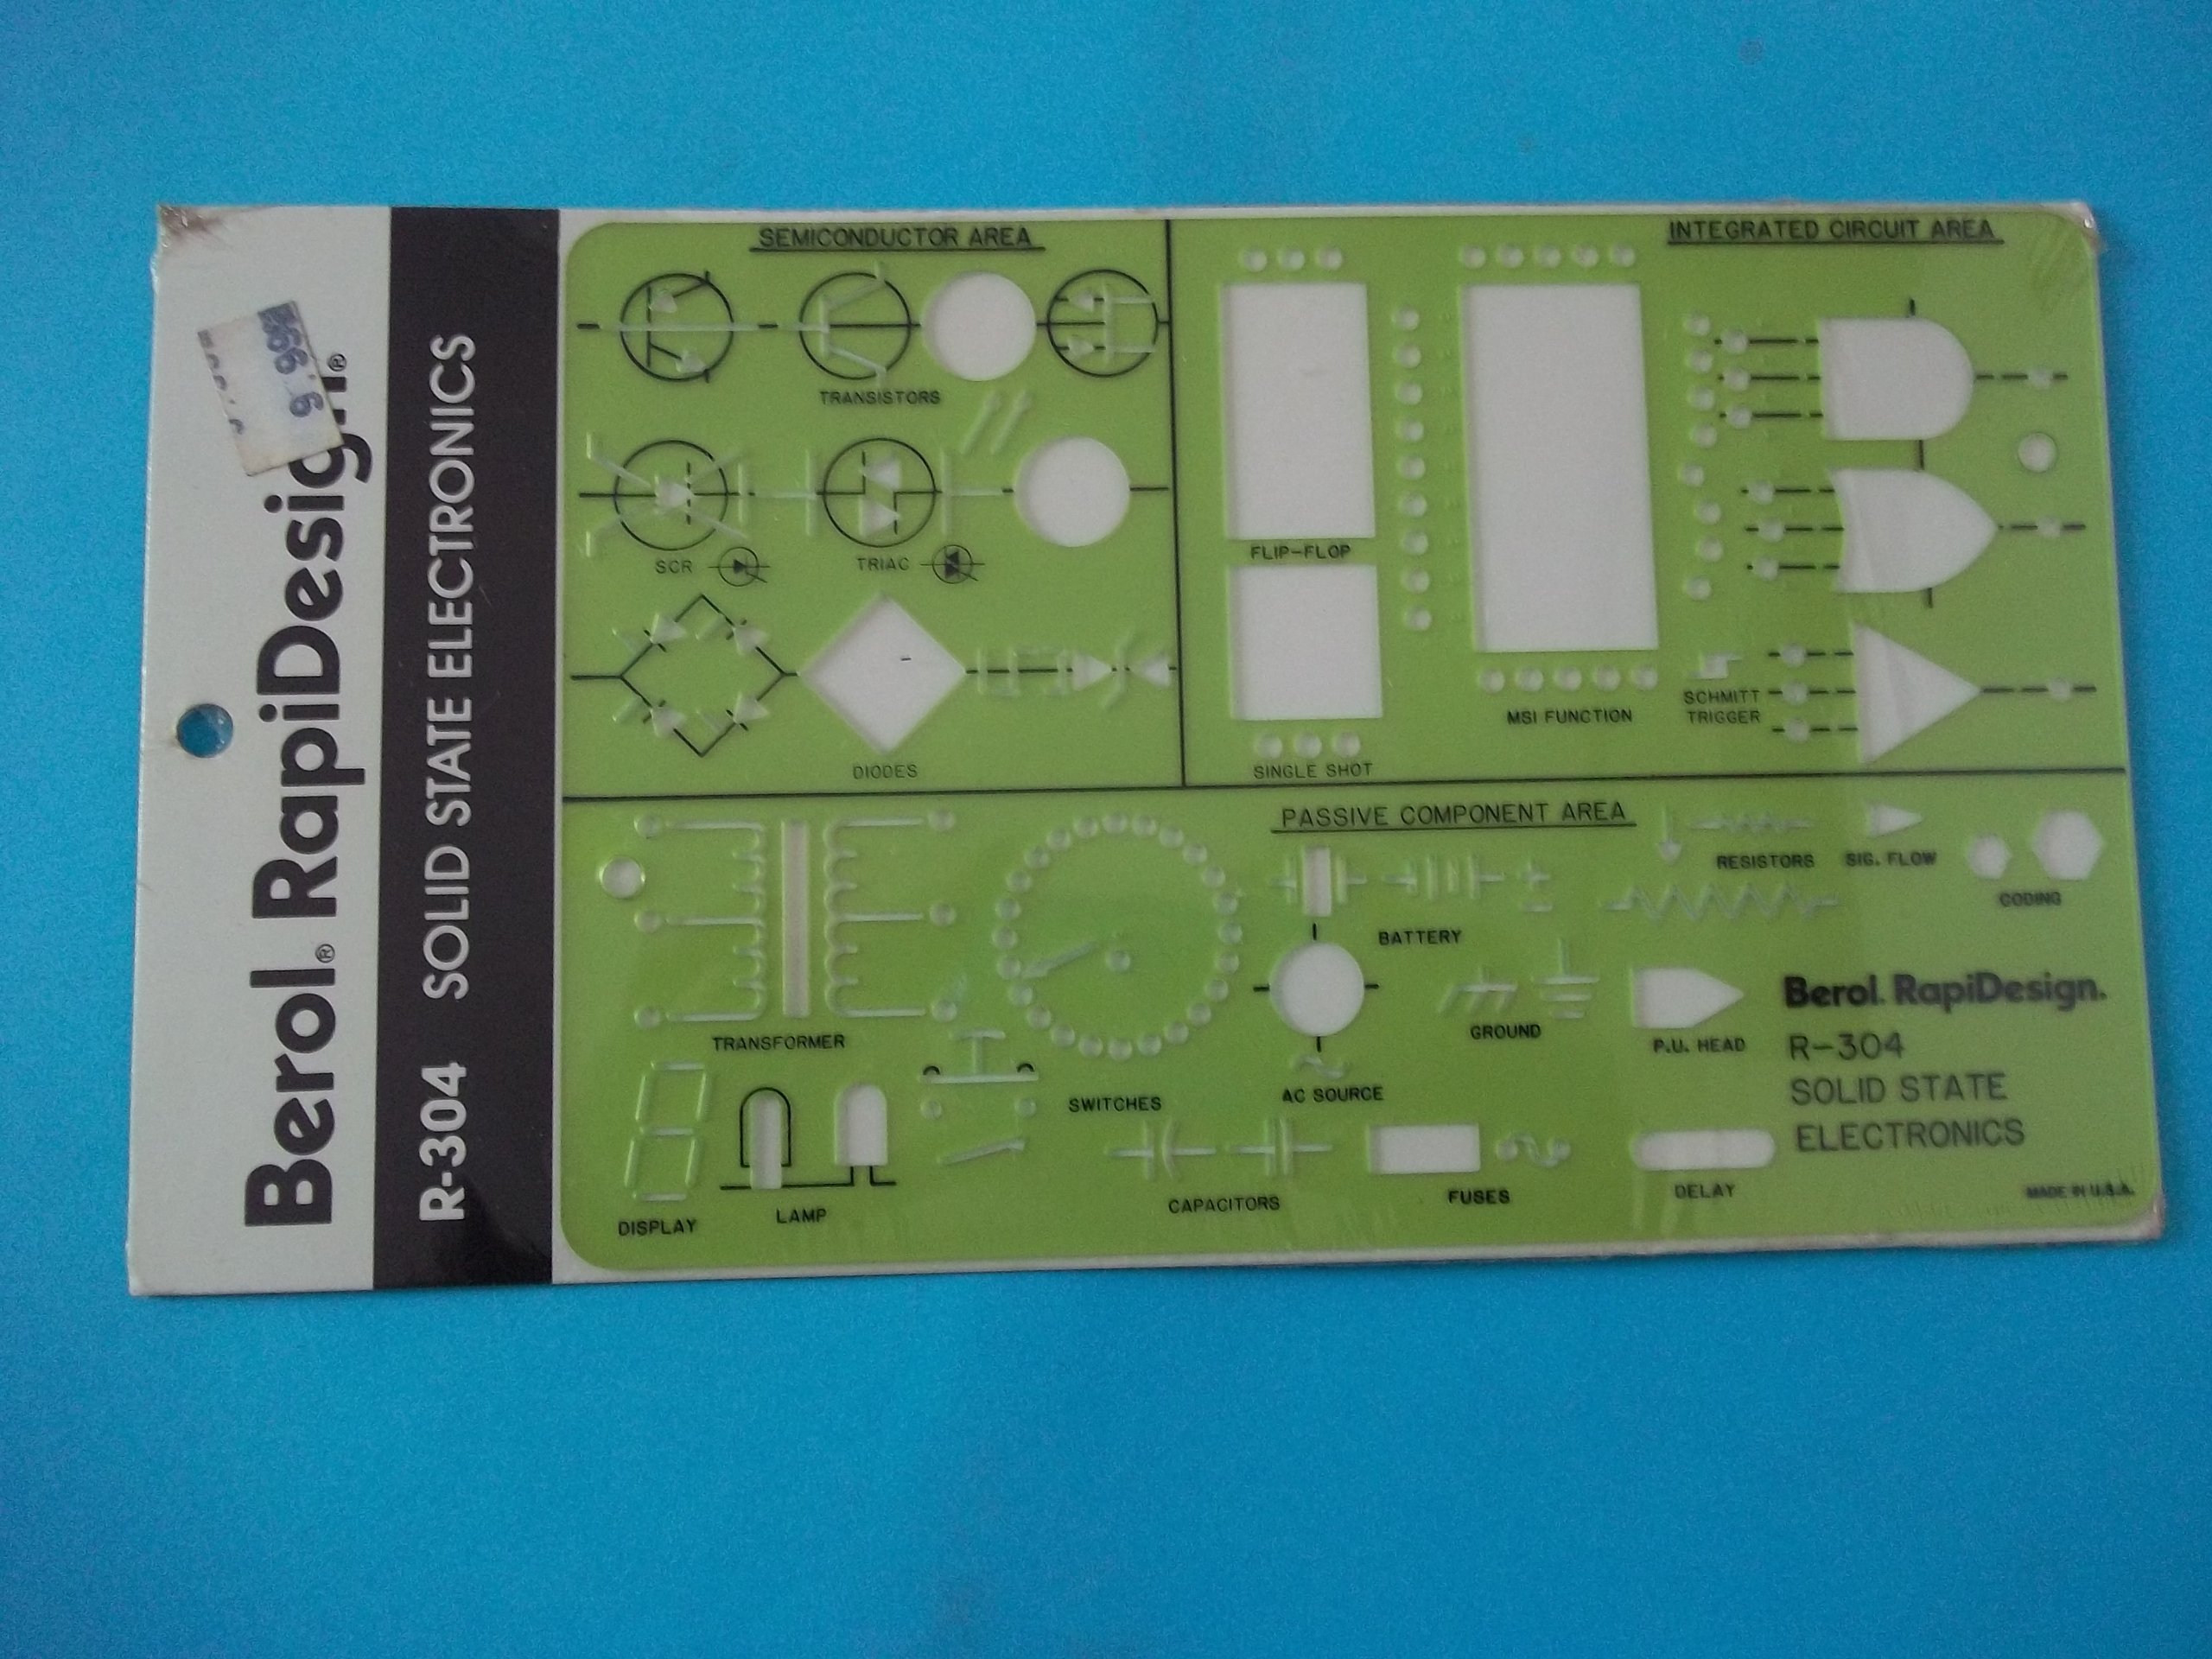 Berol® RapiDesign®
R-304 SOLID STATE ELECTRONICS
SEMICONDUCTOR AREA
TRANSISTORS
SCR
TRIAC
DIODES
INTEGRATED CIRCUIT AREA
FLIP-FLOP
SINGLE SHOT
MSI FUNCTION
SCHMITT
TRIGGER
PASSIVE COMPONENT AREA
RESISTORS
SIG. FLOW
CODING
BATTERY
TRANSFORMER
GROUND
P.U. HEAD
SWITCHES
AC SOURCE
DISPLAY
LAMP
CAPACITORS
FUSES
DELAY
Berol. RapiDesign.
R-304
SOLID STATE
ELECTRONICS
MADE IN U.S.A.